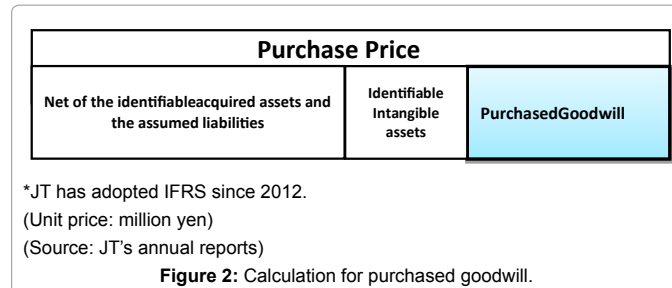 Purchase Price
Net of the identifiableacquired assets and
the assumed liabilities
Identifiable
Intangible
assets
PurchasedGoodwill
*JT has adopted IFRS since 2012.
(Unit price: million yen)
(Source: JT's annual reports)
Figure 2: Calculation for purchased goodwill.